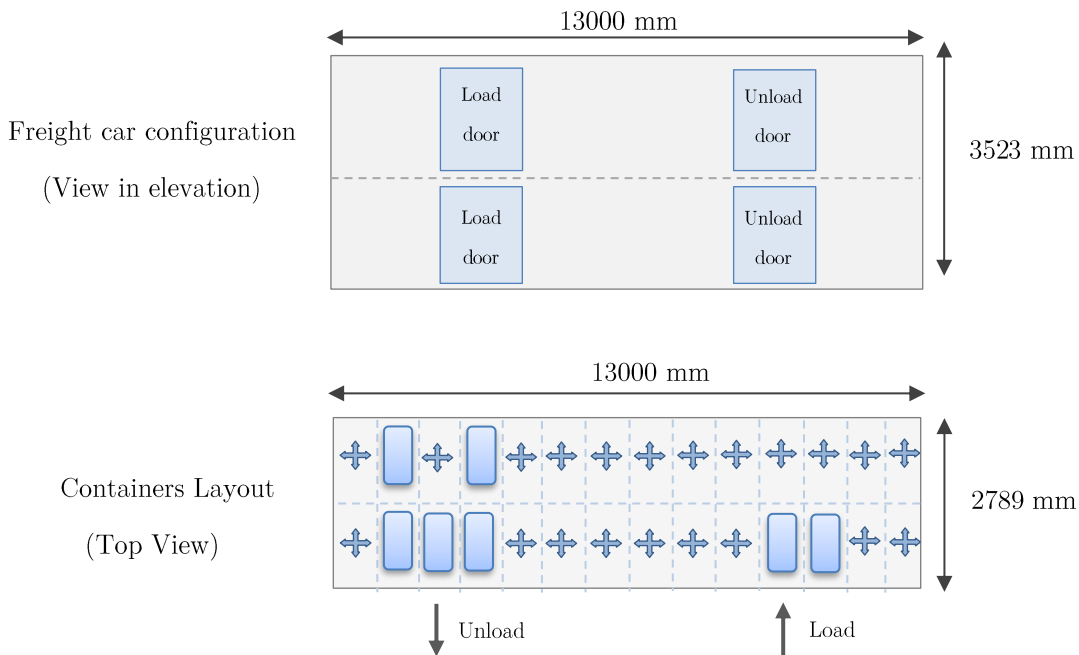 13000 mm
Load
door
Unload
door
Freight car configuration
(View in elevation)
3523 mm
Load
door
Unload
door
13000 mm
Containers Layout
(Top View)
2789 mm
Unload
Load